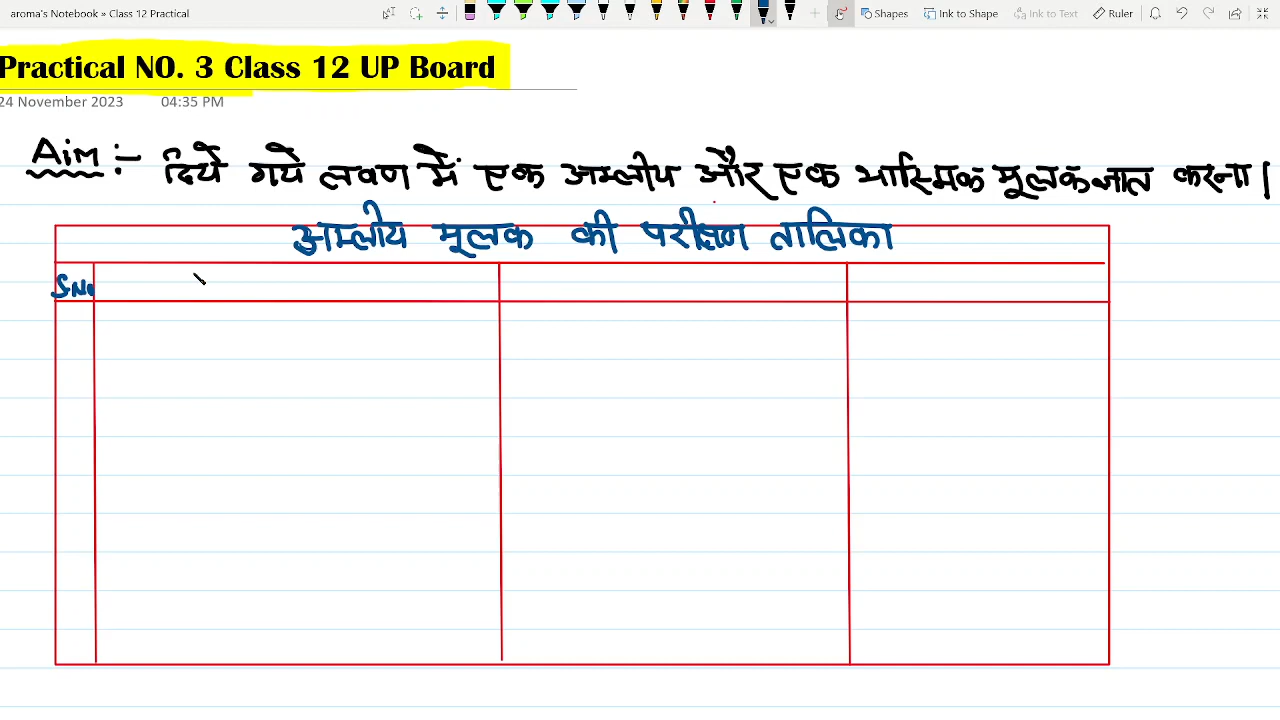 aroma's Notebook » Class 12 Practical
Shapes Ink to Shape Ink to Text Ruler
Practical NO. 3 Class 12 UP Board
24 November 2023 04:35 PM
Aim :- दिये गये लवण में एक अम्लीय और एक भास्मिक मूलक ज्ञात करना |
अम्लीय मूलक की परीक्षण तालिका
S.No